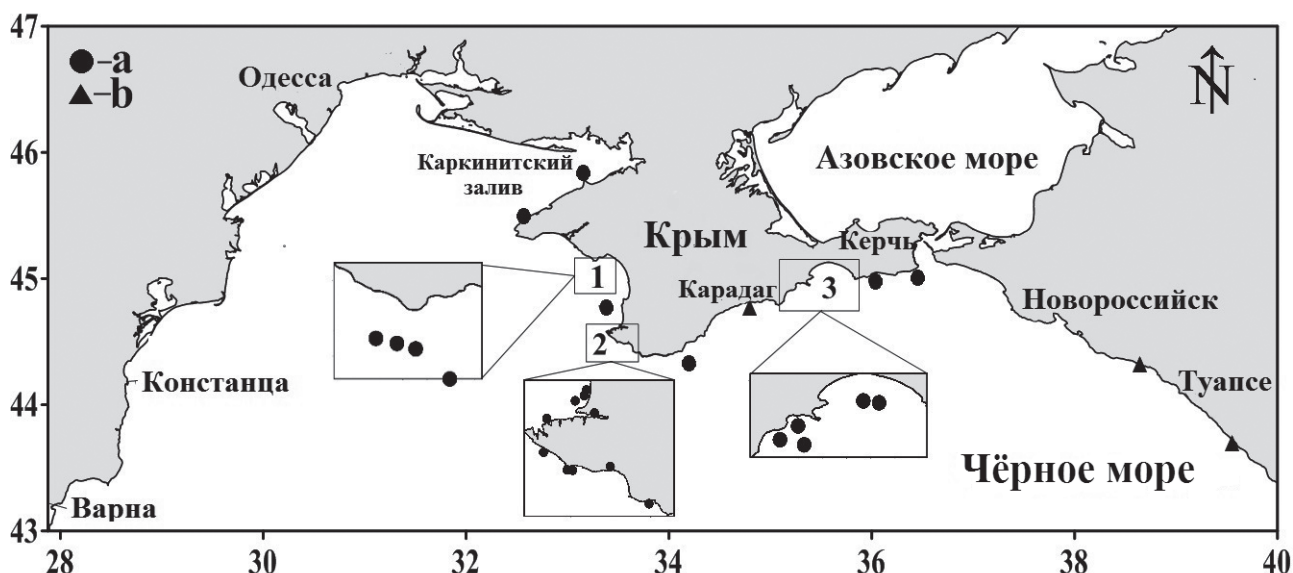 47
●-a
▲-b
Одесса
N
46
Каркинитский
залив
Азовское море
Крым
Керчь
45
1
Карадаг
3
Новороссийск
2
44
Констанца
Туапсе
Чёрное море
Варна
43
28 30 32 34 36 38 40